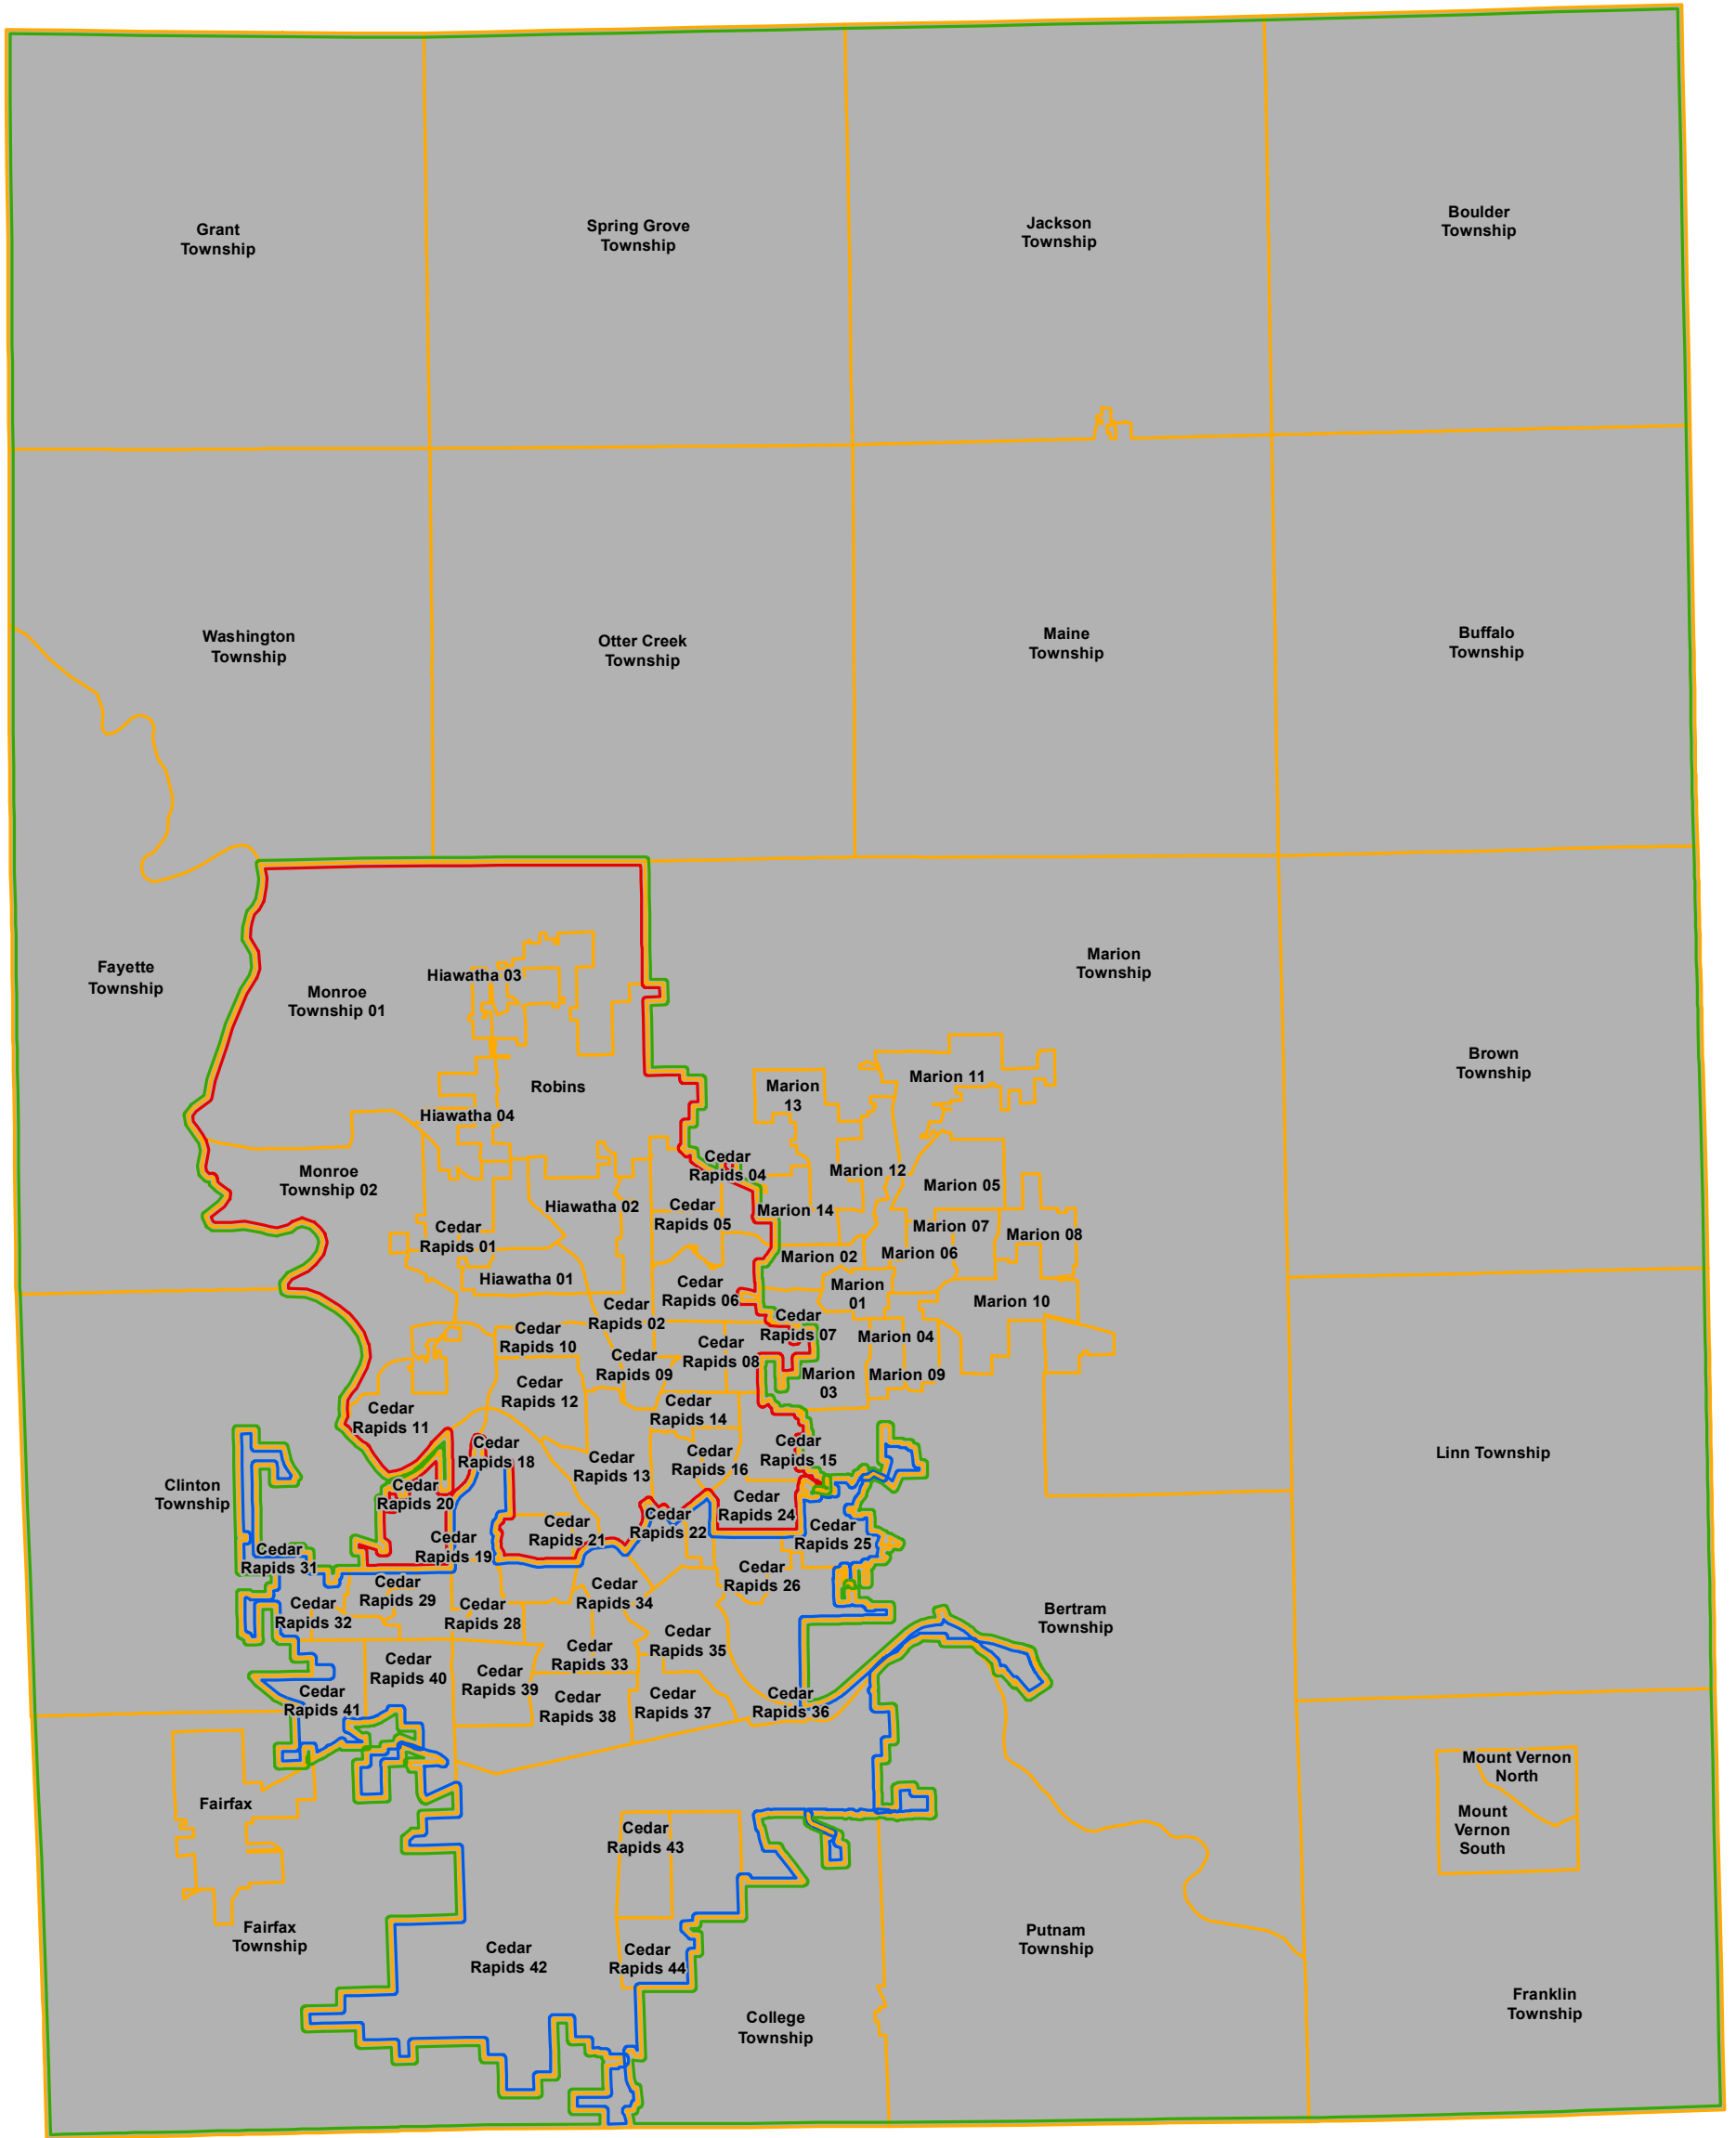 Grant
Township
Spring Grove
Township
Jackson
Township
Boulder
Township
Washington
Township
Otter Creek
Township
Maine
Township
Buffalo
Township
Fayette
Township
Monroe
Township 01
Hiawatha 03
Marion
Township
Brown
Township
Robins
Marion
13
Marion 11
Hiawatha 04
Monroe
Township 02
Cedar
Rapids 04
Marion 12
Marion 05
Hiawatha 02
Cedar
Rapids 05
Marion 14
Cedar
Rapids 01
Marion 07
Marion 08
Marion 02
Marion 06
Hiawatha 01
Cedar
Rapids 06
Marion
01
Marion 10
Cedar
Rapids 02
Cedar
Rapids 07
Marion 04
Cedar
Rapids 10
Cedar
Rapids 08
Cedar
Rapids 09
Marion
03
Marion 09
Cedar
Rapids 12
Cedar
Rapids 11
Cedar
Rapids 14
Cedar
Rapids 18
Cedar
Rapids 13
Cedar
Rapids 16
Cedar
Rapids 15
Linn Township
Clinton
Township
Cedar
Rapids 20
Cedar
Rapids 24
Cedar
Rapids 22
Cedar
Rapids 21
Cedar
Rapids 25
Cedar
Rapids 19
Cedar
Rapids 31
Cedar
Rapids 26
Cedar
Rapids 29
Cedar
Rapids 34
Cedar
Rapids 32
Cedar
Rapids 28
Bertram
Township
Cedar
Rapids 35
Cedar
Rapids 33
Cedar
Rapids 40
Cedar
Rapids 39
Cedar
Rapids 41
Cedar
Rapids 38
Cedar
Rapids 37
Cedar
Rapids 36
Mount Vernon
North
Fairfax
Mount
Vernon
South
Cedar
Rapids 43
Fairfax
Township
Cedar
Rapids 42
Cedar
Rapids 44
Putnam
Township
College
Township
Franklin
Township